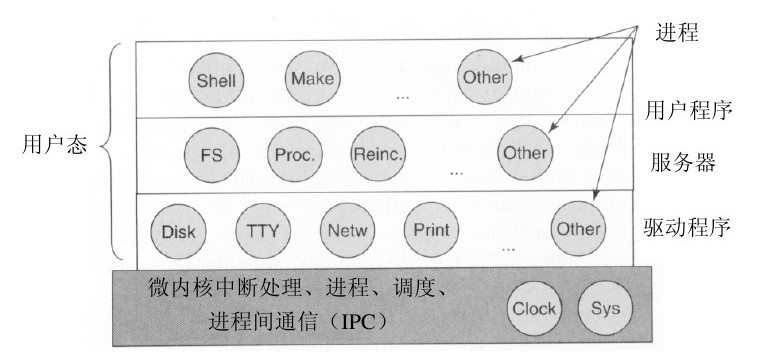 进程
Shell Make ... Other
用户程序
用户态
FS Proc. Reinc. ... Other
服务器
Disk TTY Netw Print ... Other
驱动程序
微内核中断处理、进程、调度、
进程间通信（IPC）
Clock Sys